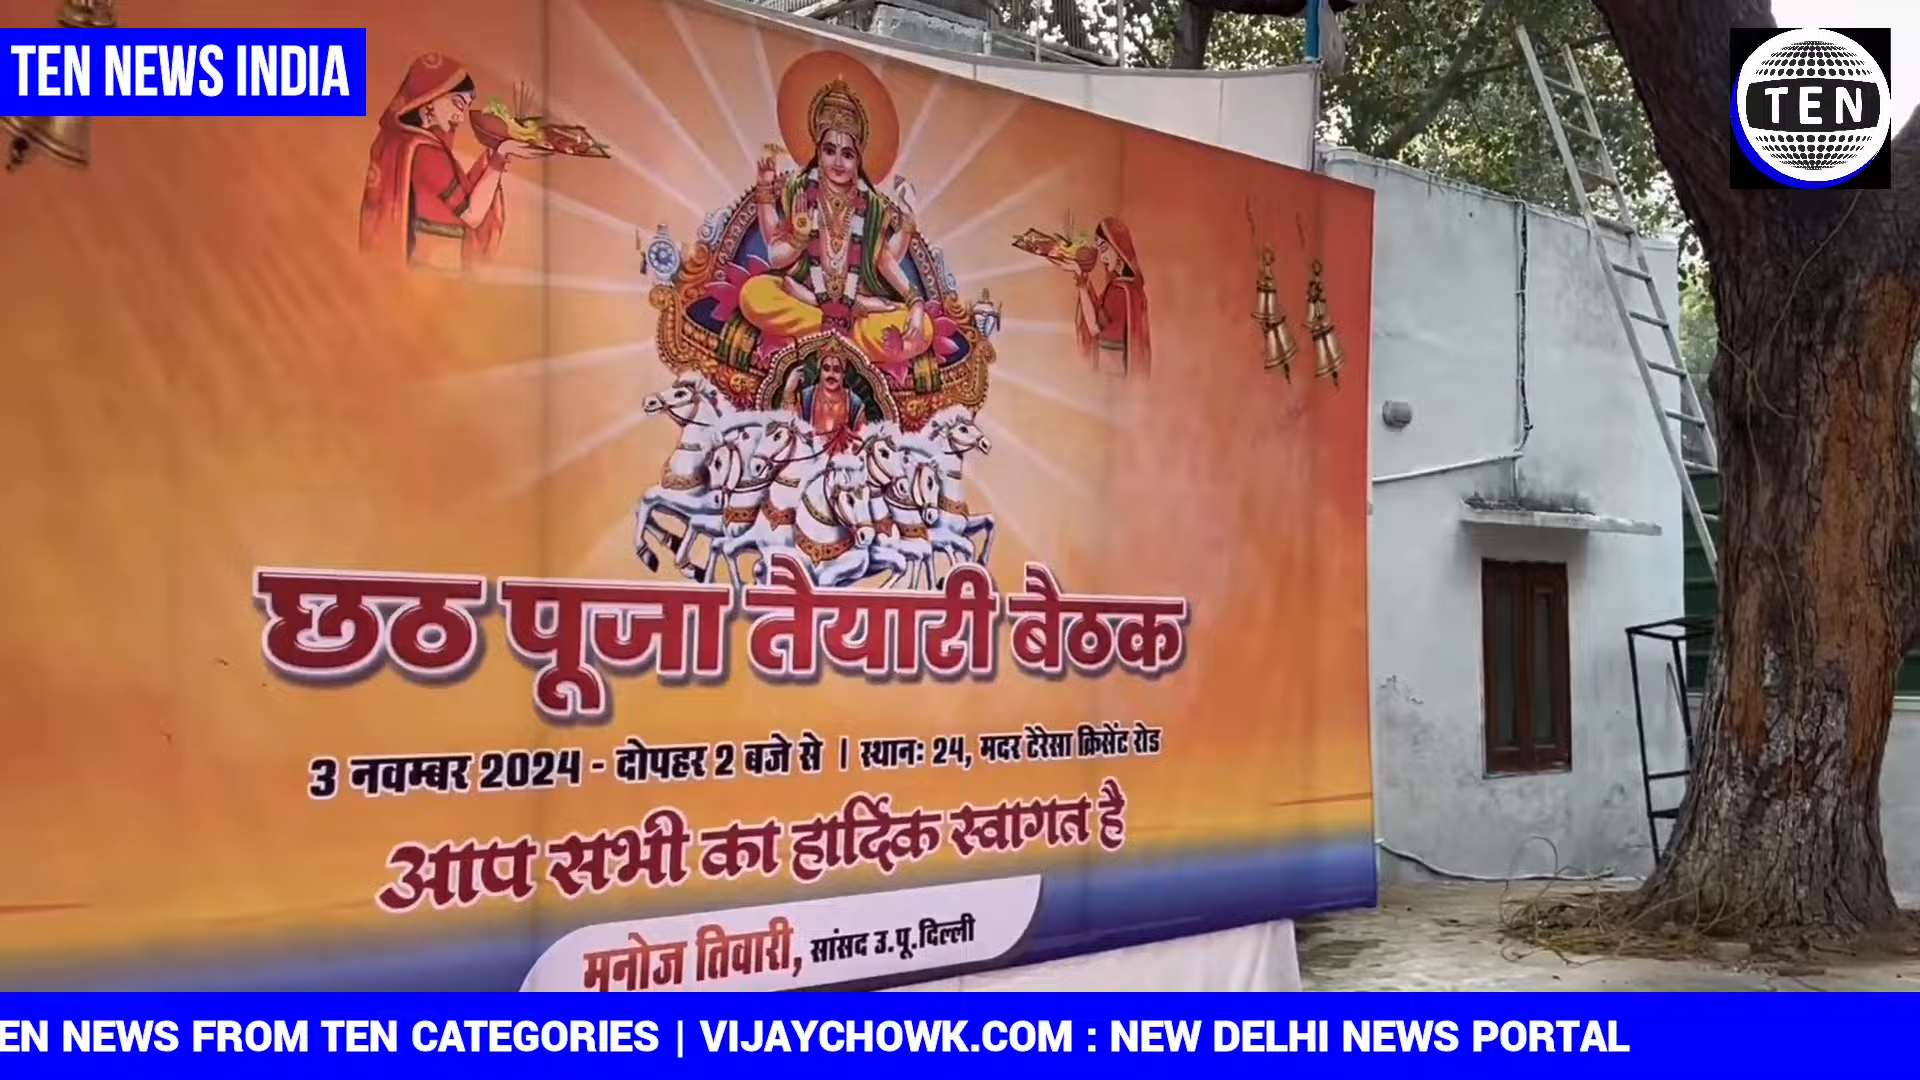 TEN NEWS INDIA
TEN
छठ पूजा तैयारी बैठक
3 नवम्बर 2024 - दोपहर 2 बजे से । स्थानः 24, मदर टेरेसा क्रिसेंट रोड
आप सभी का हार्दिक स्वागत है
मनोज तिवारी, सांसद उ.पू.दिल्ली
EN NEWS FROM TEN CATEGORIES | VIJAYCHOWK.COM : NEW DELHI NEWS PORTAL